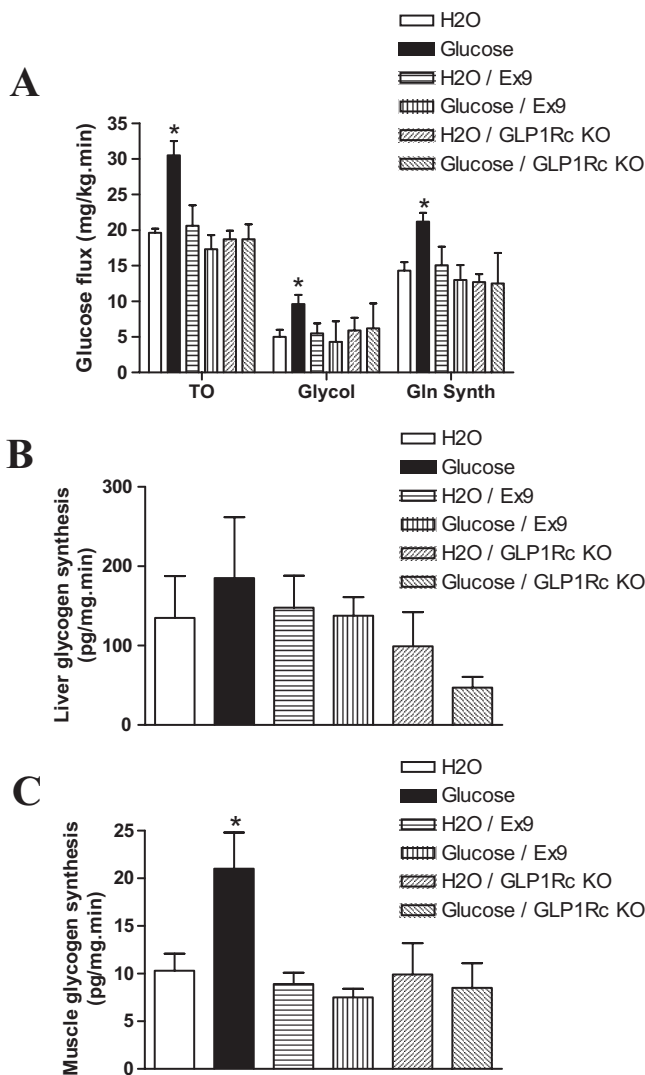 H2O
Glucose
H2O / Ex9
Glucose / Ex9
H2O / GLP1Rc KO
Glucose / GLP1Rc KO
A
Glucose flux (mg/kg.min)
35
30
25
20
15
10
5
0
*
*
*
TO
Glycol
Gln Synth
B
H2O
Glucose
H2O / Ex9
Glucose / Ex9
H2O / GLP1Rc KO
Glucose / GLP1Rc KO
Liver glycogen synthesis
(pg/mg.min)
300
200
100
0
C
H2O
Glucose
H2O / Ex9
Glucose / Ex9
H2O / GLP1Rc KO
Glucose / GLP1Rc KO
Muscle glycogen synthesis
(pg/mg.min)
25
20
15
10
5
0
*